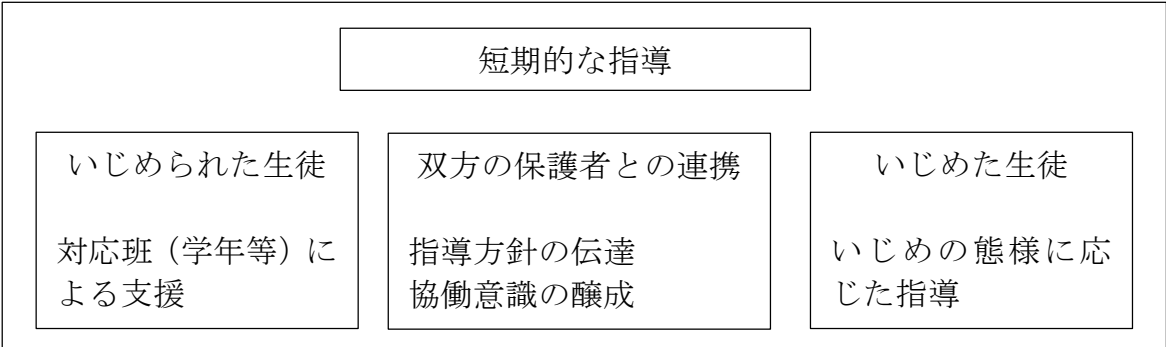 短期的な指導
いじめられた生徒
対応班（学年等）に
よる支援
双方の保護者との連携
指導方針の伝達
協働意識の醸成
いじめた生徒
いじめの態様に応
じた指導